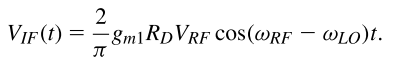 V_{IF}(t) = \frac{2}{\pi} g_{m1} R_D V_{RF} \cos(\omega_{RF} - \omega_{LO})t.